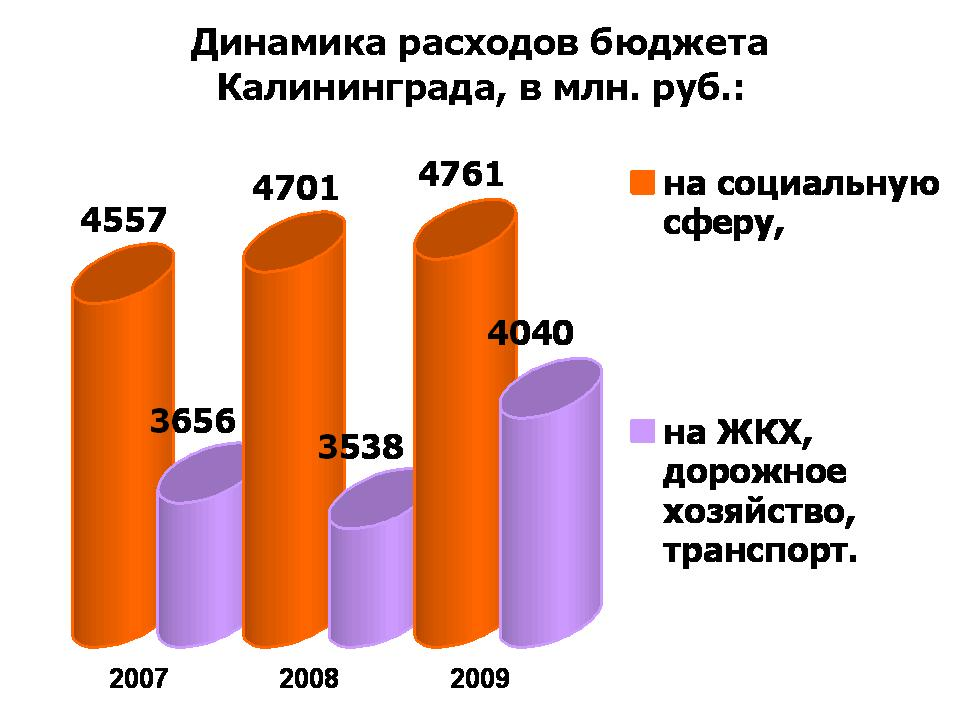 Динамика расходов бюджета
Калининграда, в млн. руб.:
4557
4701
4761
3656
3538
4040
на социальную
сферу,
на ЖКХ,
дорожное
хозяйство,
транспорт.
2007
2008
2009